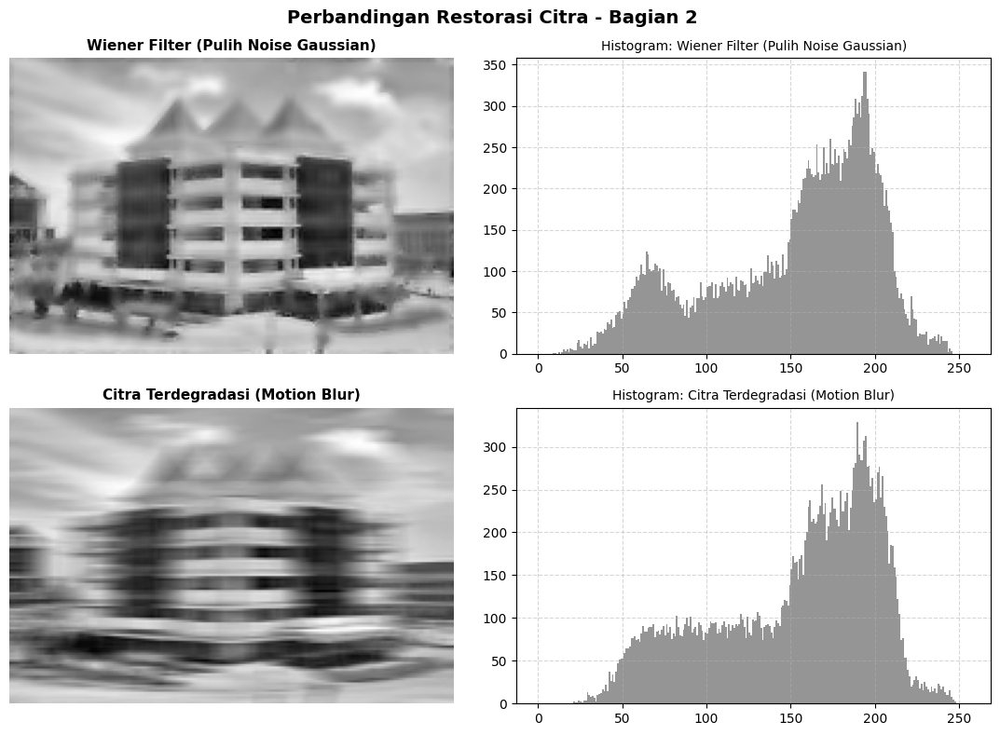 Perbandingan Restorasi Citra - Bagian 2
Wiener Filter (Pulih Noise Gaussian)
Histogram: Wiener Filter (Pulih Noise Gaussian)
350
300
250
200
150
100
50
0
0 50 100 150 200 250
Citra Terdegradasi (Motion Blur)
Histogram: Citra Terdegradasi (Motion Blur)
300
250
200
150
100
50
0
0 50 100 150 200 250